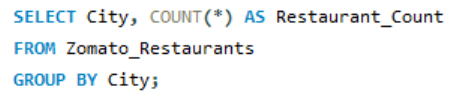 SELECT City, COUNT(*) AS Restaurant_Count
FROM Zomato_Restaurants
GROUP BY City;